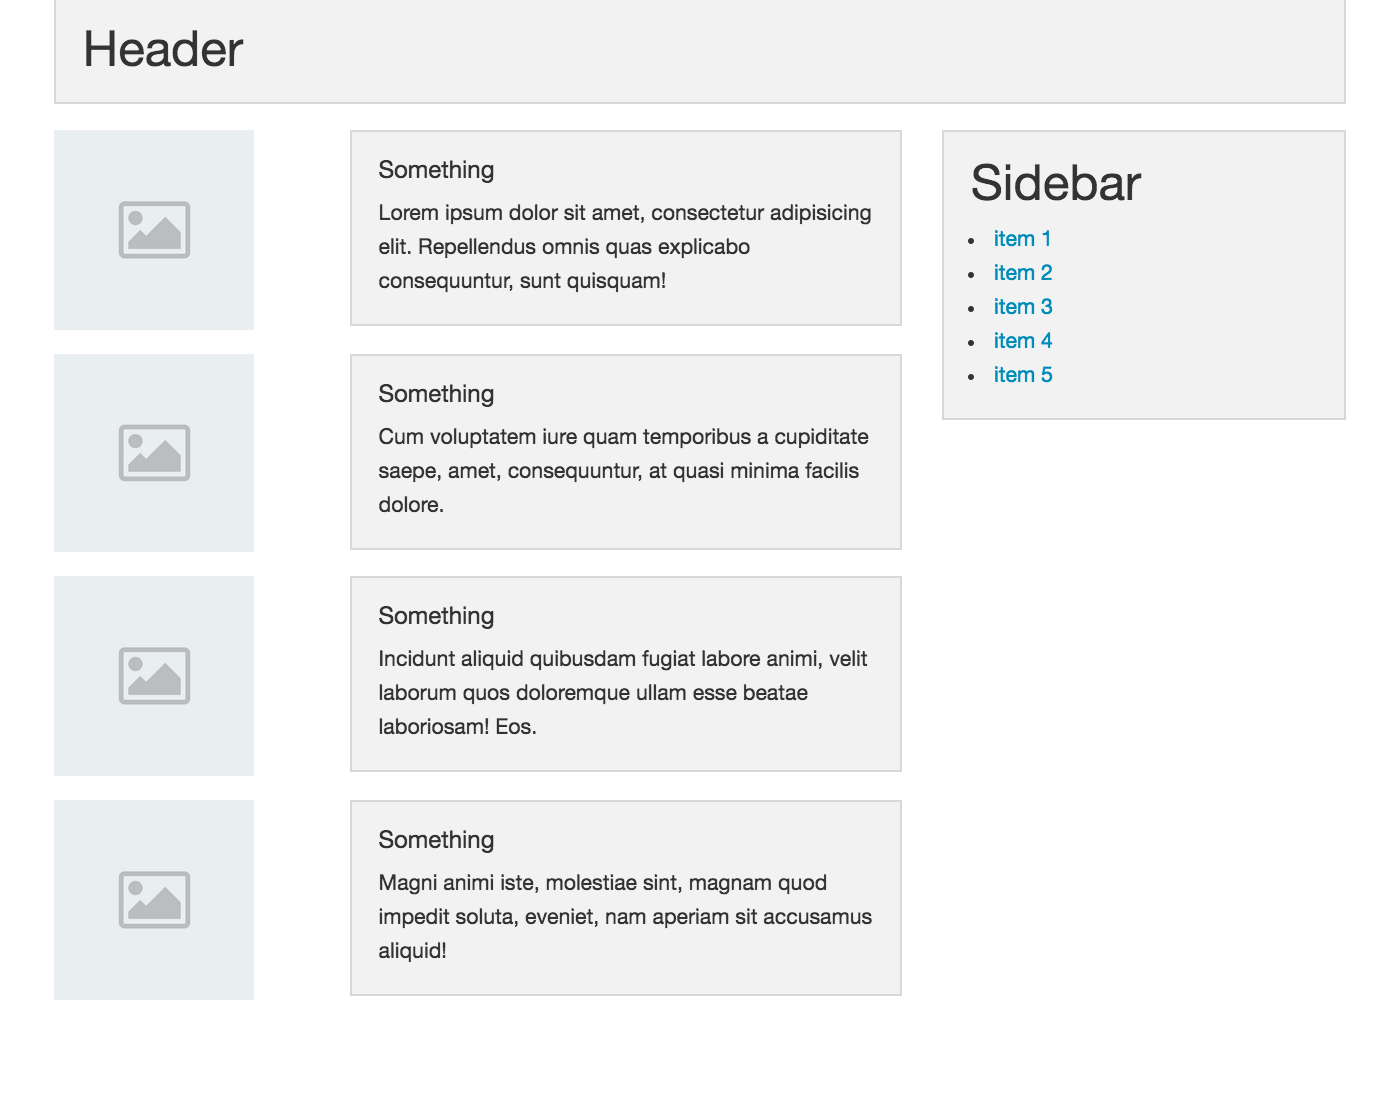 Header
Something
Lorem ipsum dolor sit amet, consectetur adipisicing
elit. Repellendus omnis quas explicabo
consequuntur, sunt quisquam!
Something
Cum voluptatem iure quam temporibus a cupiditate
saepe, amet, consequuntur, at quasi minima facilis
dolore.
Something
Incidunt aliquid quibusdam fugiat labore animi, velit
laborum quos doloremque ullam esse beatae
laboriosam! Eos.
Something
Magni animi iste, molestiae sint, magnam quod
impedit soluta, eveniet, nam aperiam sit accusamus
aliquid!
Sidebar
item 1
item 2
item 3
item 4
item 5